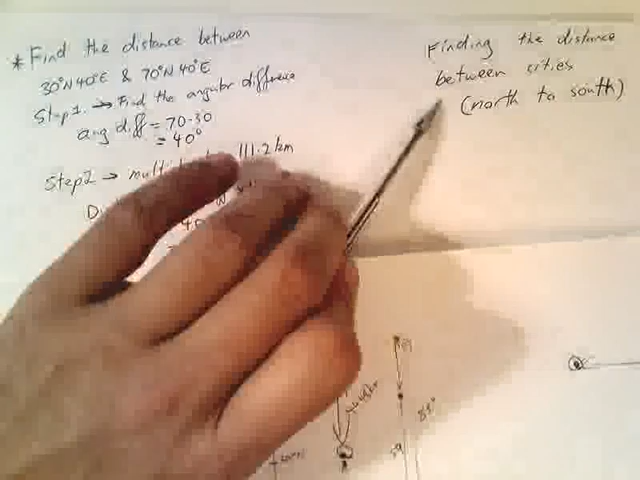 * Find the distance between
30°N 40°E & 70°N 40°E
Step 1. → Find the angular difference
ang diff = 70-30
= 40°
Step 2 → 111.2 km
Finding the distance
between cities
(north to south)